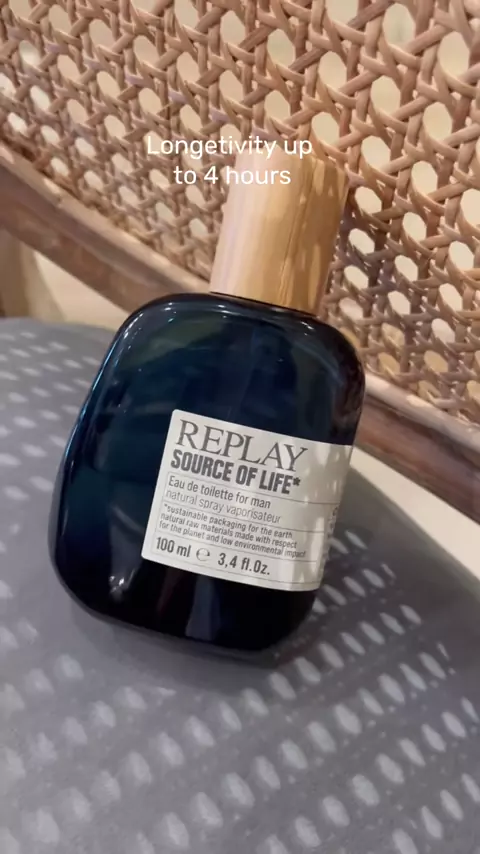 Longetivity up
to 4 hours
REPLAY
SOURCE OF LIFE*
Eau de toilette for man
natural spray vaporisateur
*sustainable packaging for the earth,
natural raw materials made with respect
for the planet and low environmental impact
100 ml ℮ 3,4 fl.Oz.